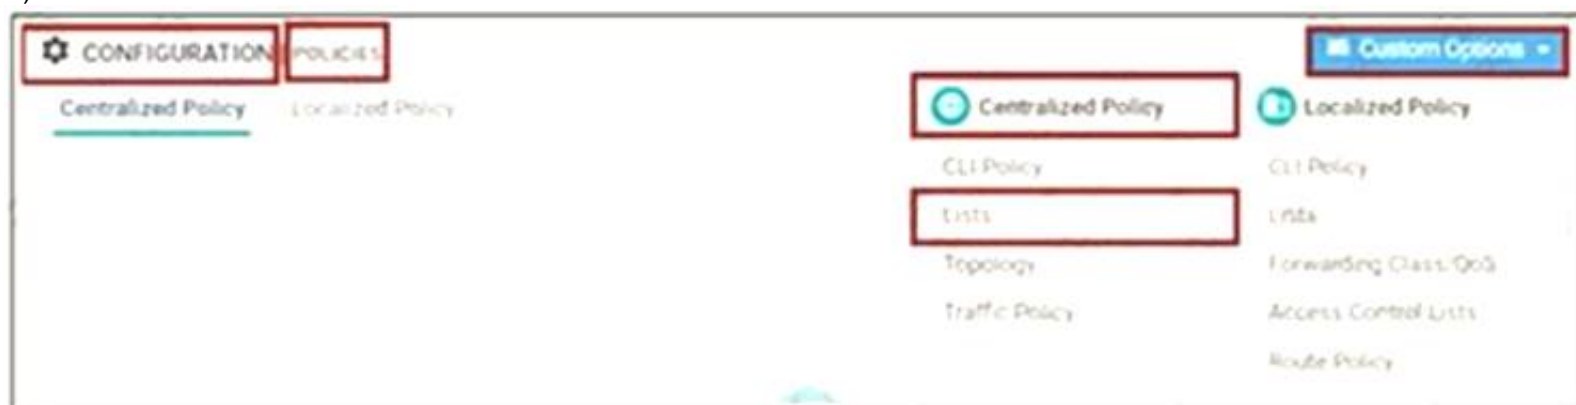 CONFIGURATION | POLICIES
Custom Options
Centralized Policy Localized Policy
Centralized Policy
CLI Policy
Lists
Topology
Traffic Policy
Localized Policy
CLI Policy
Lists
Forwarding Class/QoS
Access Control Lists
Route Policy